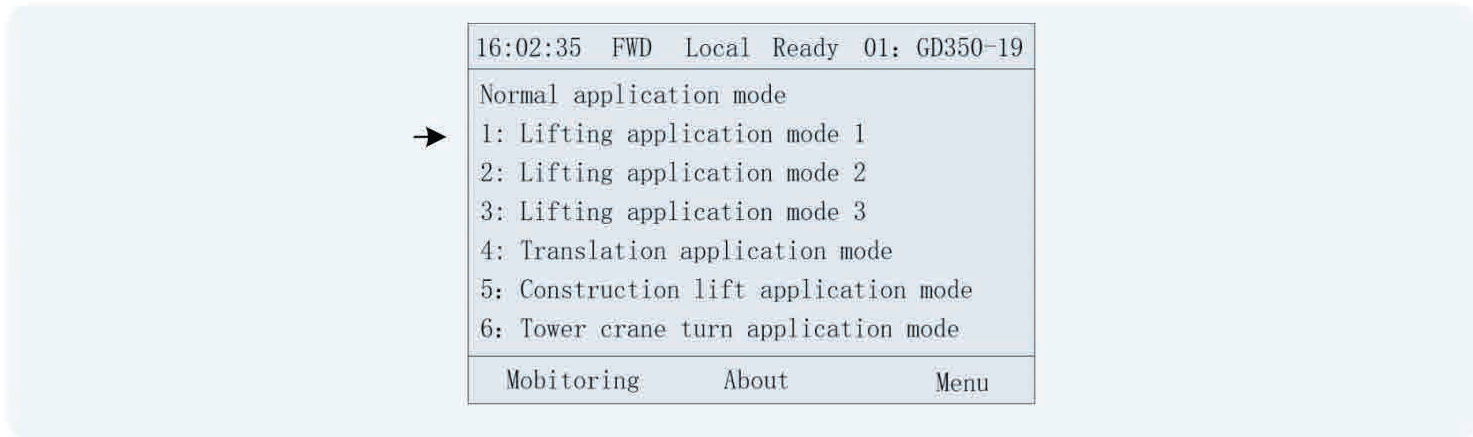 16:02:35 FWD Local Ready 01: GD350-19
Normal application mode
1: Lifting application mode 1
2: Lifting application mode 2
3: Lifting application mode 3
4: Translation application mode
5: Construction lift application mode
6: Tower crane turn application mode
Mobitoring About Menu